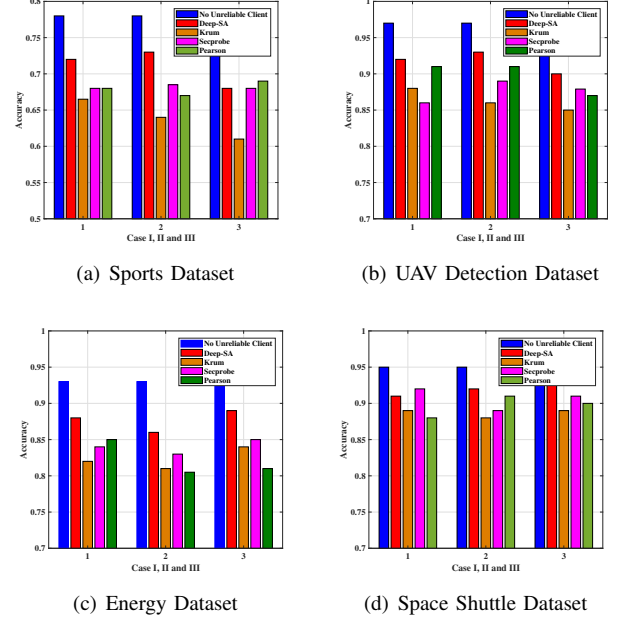 0.8
0.75
0.7
0.65
0.6
0.55
0.5
Accuracy
No Unreliable Client
Deep-SA
Krum
Secprobe
Pearson
1 2 3
Case I, II and III
(a) Sports Dataset
1
0.95
0.9
0.85
0.8
0.75
0.7
Accuracy
No Unreliable Client
Deep-SA
Krum
Secprobe
Pearson
1 2 3
Case I, II and III
(b) UAV Detection Dataset
1
0.95
0.9
0.85
0.8
0.75
0.7
Accuracy
No Unreliable Client
Deep-SA
Krum
Secprobe
Pearson
1 2 3
Case I, II and III
(c) Energy Dataset
1
0.95
0.9
0.85
0.8
0.75
0.7
Accuracy
No Unreliable Client
Deep-SA
Krum
Secprobe
Pearson
1 2 3
Case I, II and III
(d) Space Shuttle Dataset